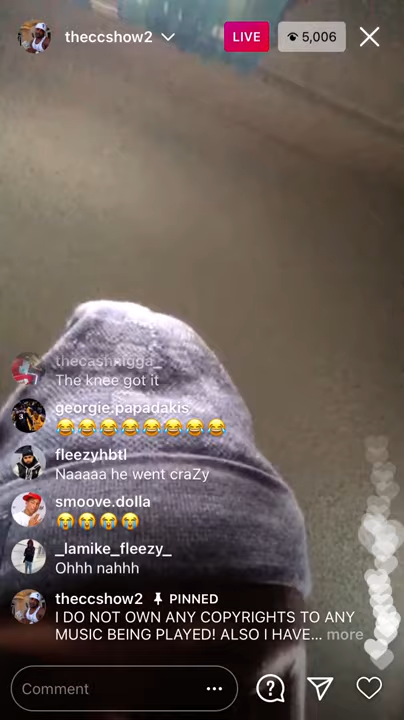 theccshow2
LIVE
5,006
thecashnigga_
The knee got it
georgie.papadakis
😂😂😂😂😂😂😂😂
fleezyhbtl
Naaaaa he went craZy
smoove.dolla
😭😭😭😭
_lamike_fleezy_
Ohhh nahhh
theccshow2 PINNED
I DO NOT OWN ANY COPYRIGHTS TO ANY
MUSIC BEING PLAYED! ALSO I HAVE... more
Comment